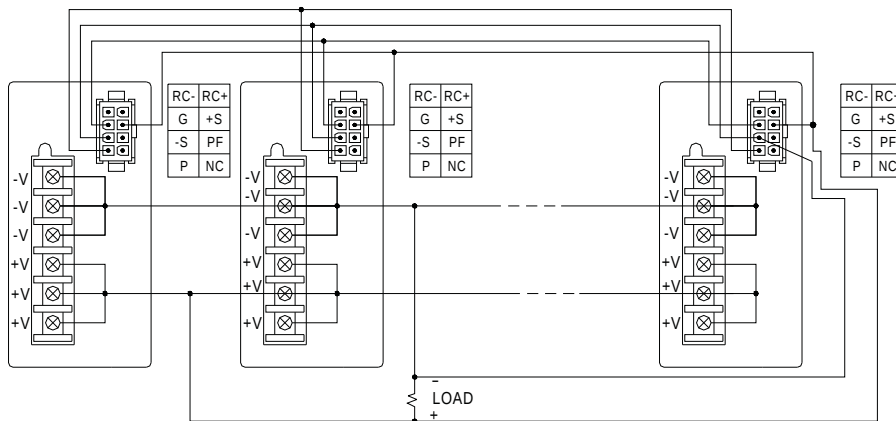 RC- RC+
G +S
-S PF
P NC
RC- RC+
G +S
-S PF
P NC
RC- RC+
G +S
-S PF
P NC
-V
-V
-V
+V
+V
+V
-V
-V
-V
+V
+V
+V
-V
-V
-V
+V
+V
+V
−
LOAD
+